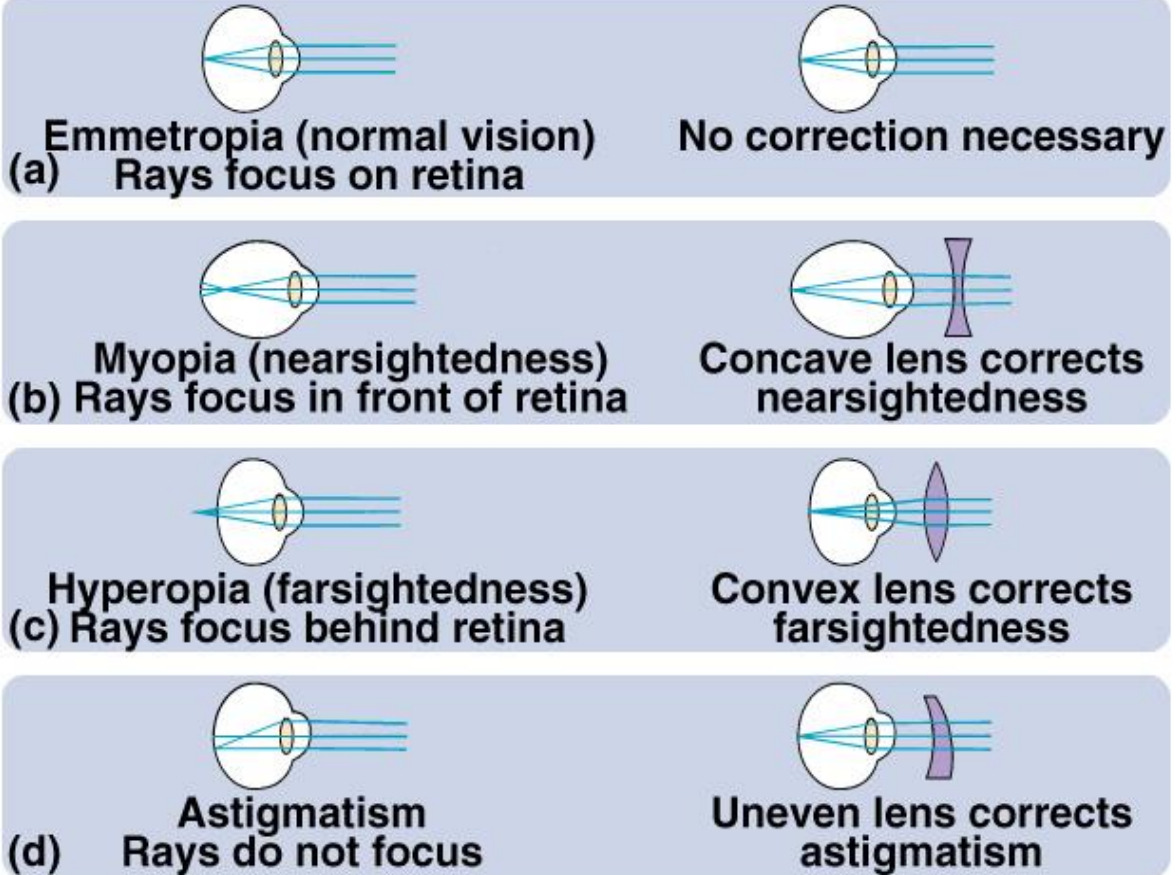 Emmetropia (normal vision)
(a) Rays focus on retina
No correction necessary
Myopia (nearsightedness)
(b) Rays focus in front of retina
Concave lens corrects
nearsightedness
Hyperopia (farsightedness)
(c) Rays focus behind retina
Convex lens corrects
farsightedness
Astigmatism
(d) Rays do not focus
Uneven lens corrects
astigmatism